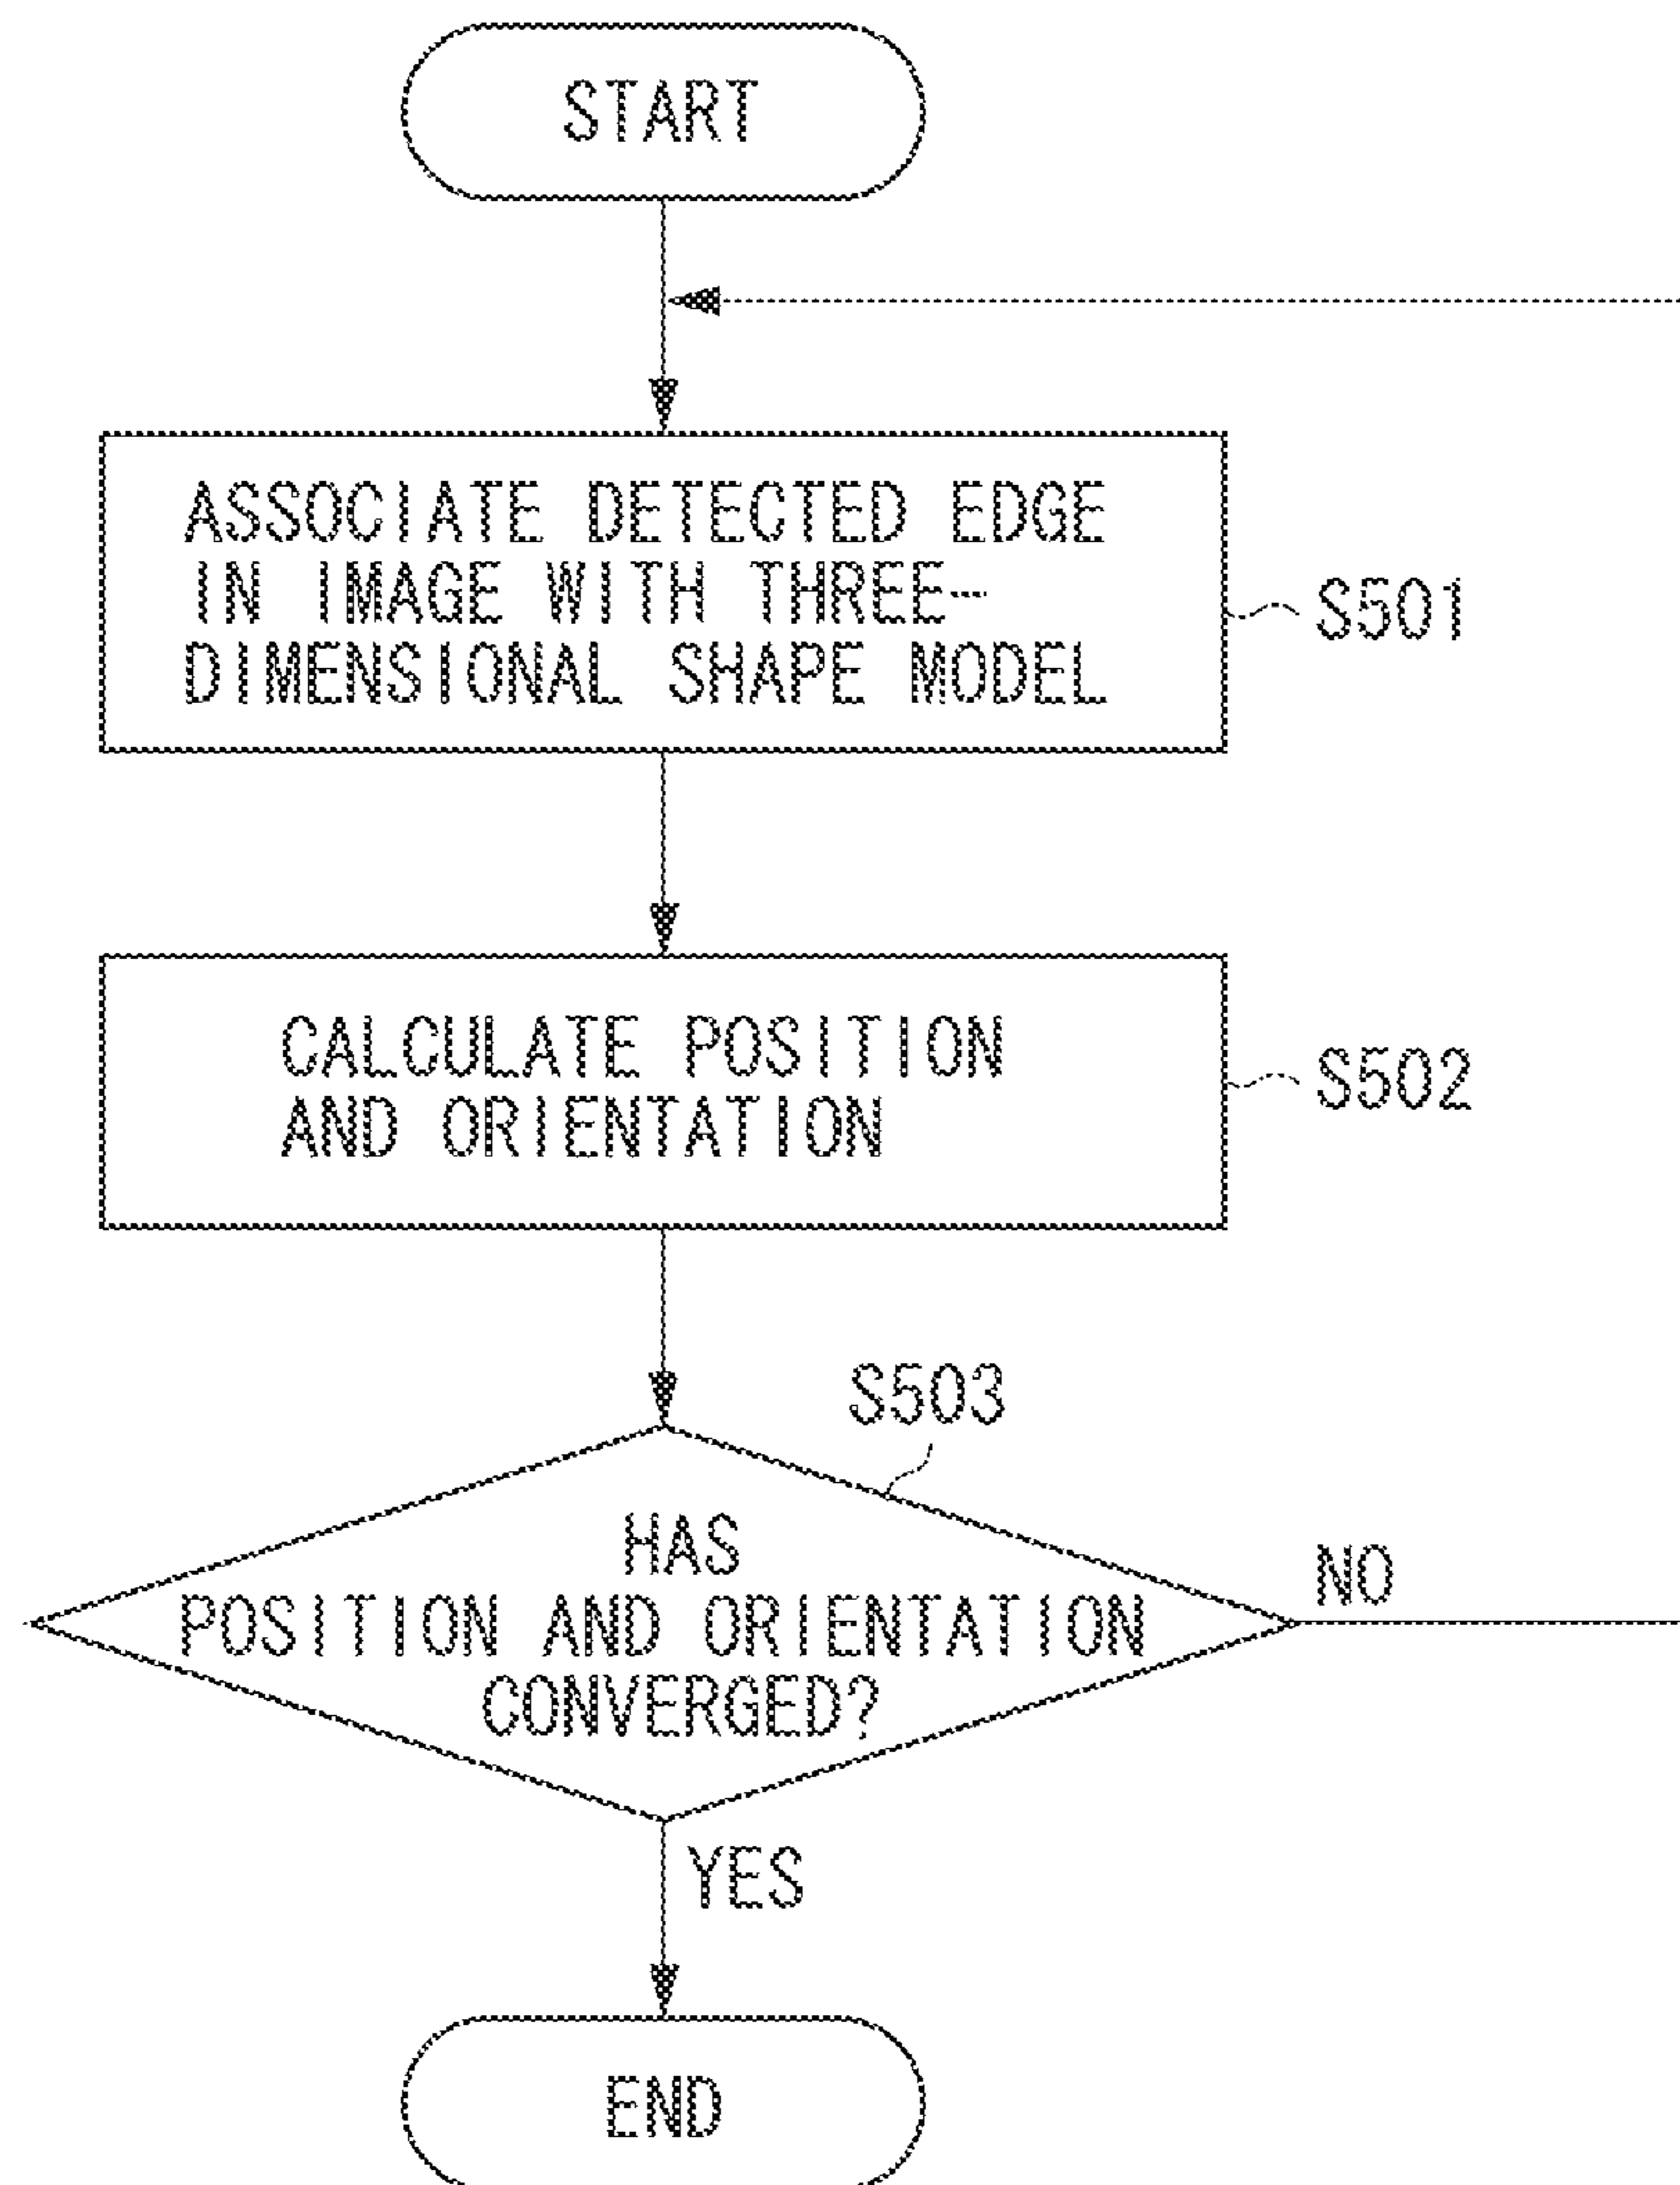 START
ASSOCIATE DETECTED EDGE
IN IMAGE WITH THREE-
DIMENSIONAL SHAPE MODEL
S501
CALCULATE POSITION
AND ORIENTATION
S502
S503
HAS
POSITION AND ORIENTATION
CONVERGED?
NO
YES
END